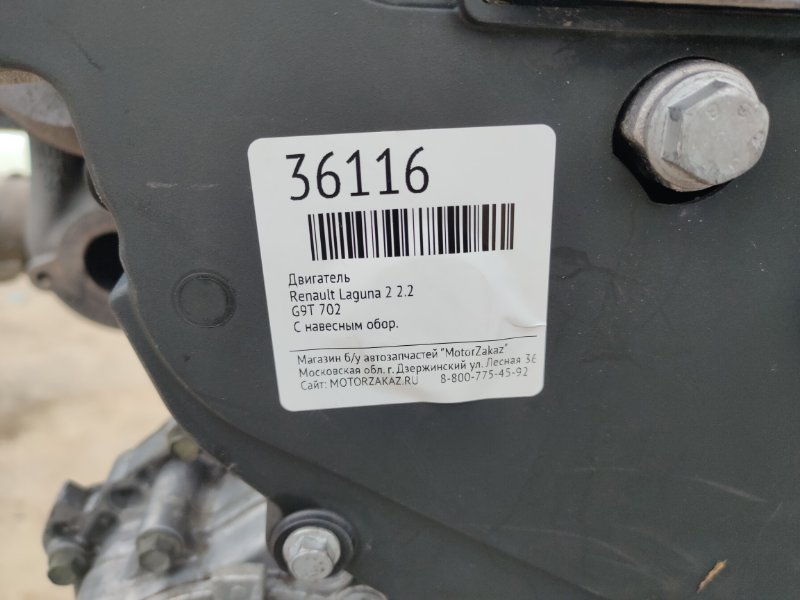 36116
Двигатель
Renault Laguna 2 2.2
G9T 702
С навесным обор.
Магазин б/у автозапчастей "MotorZakaz"
Московская обл. г. Дзержинский ул. Лесная 36
Сайт: MOTORZAKAZ.RU 8-800-775-45-92